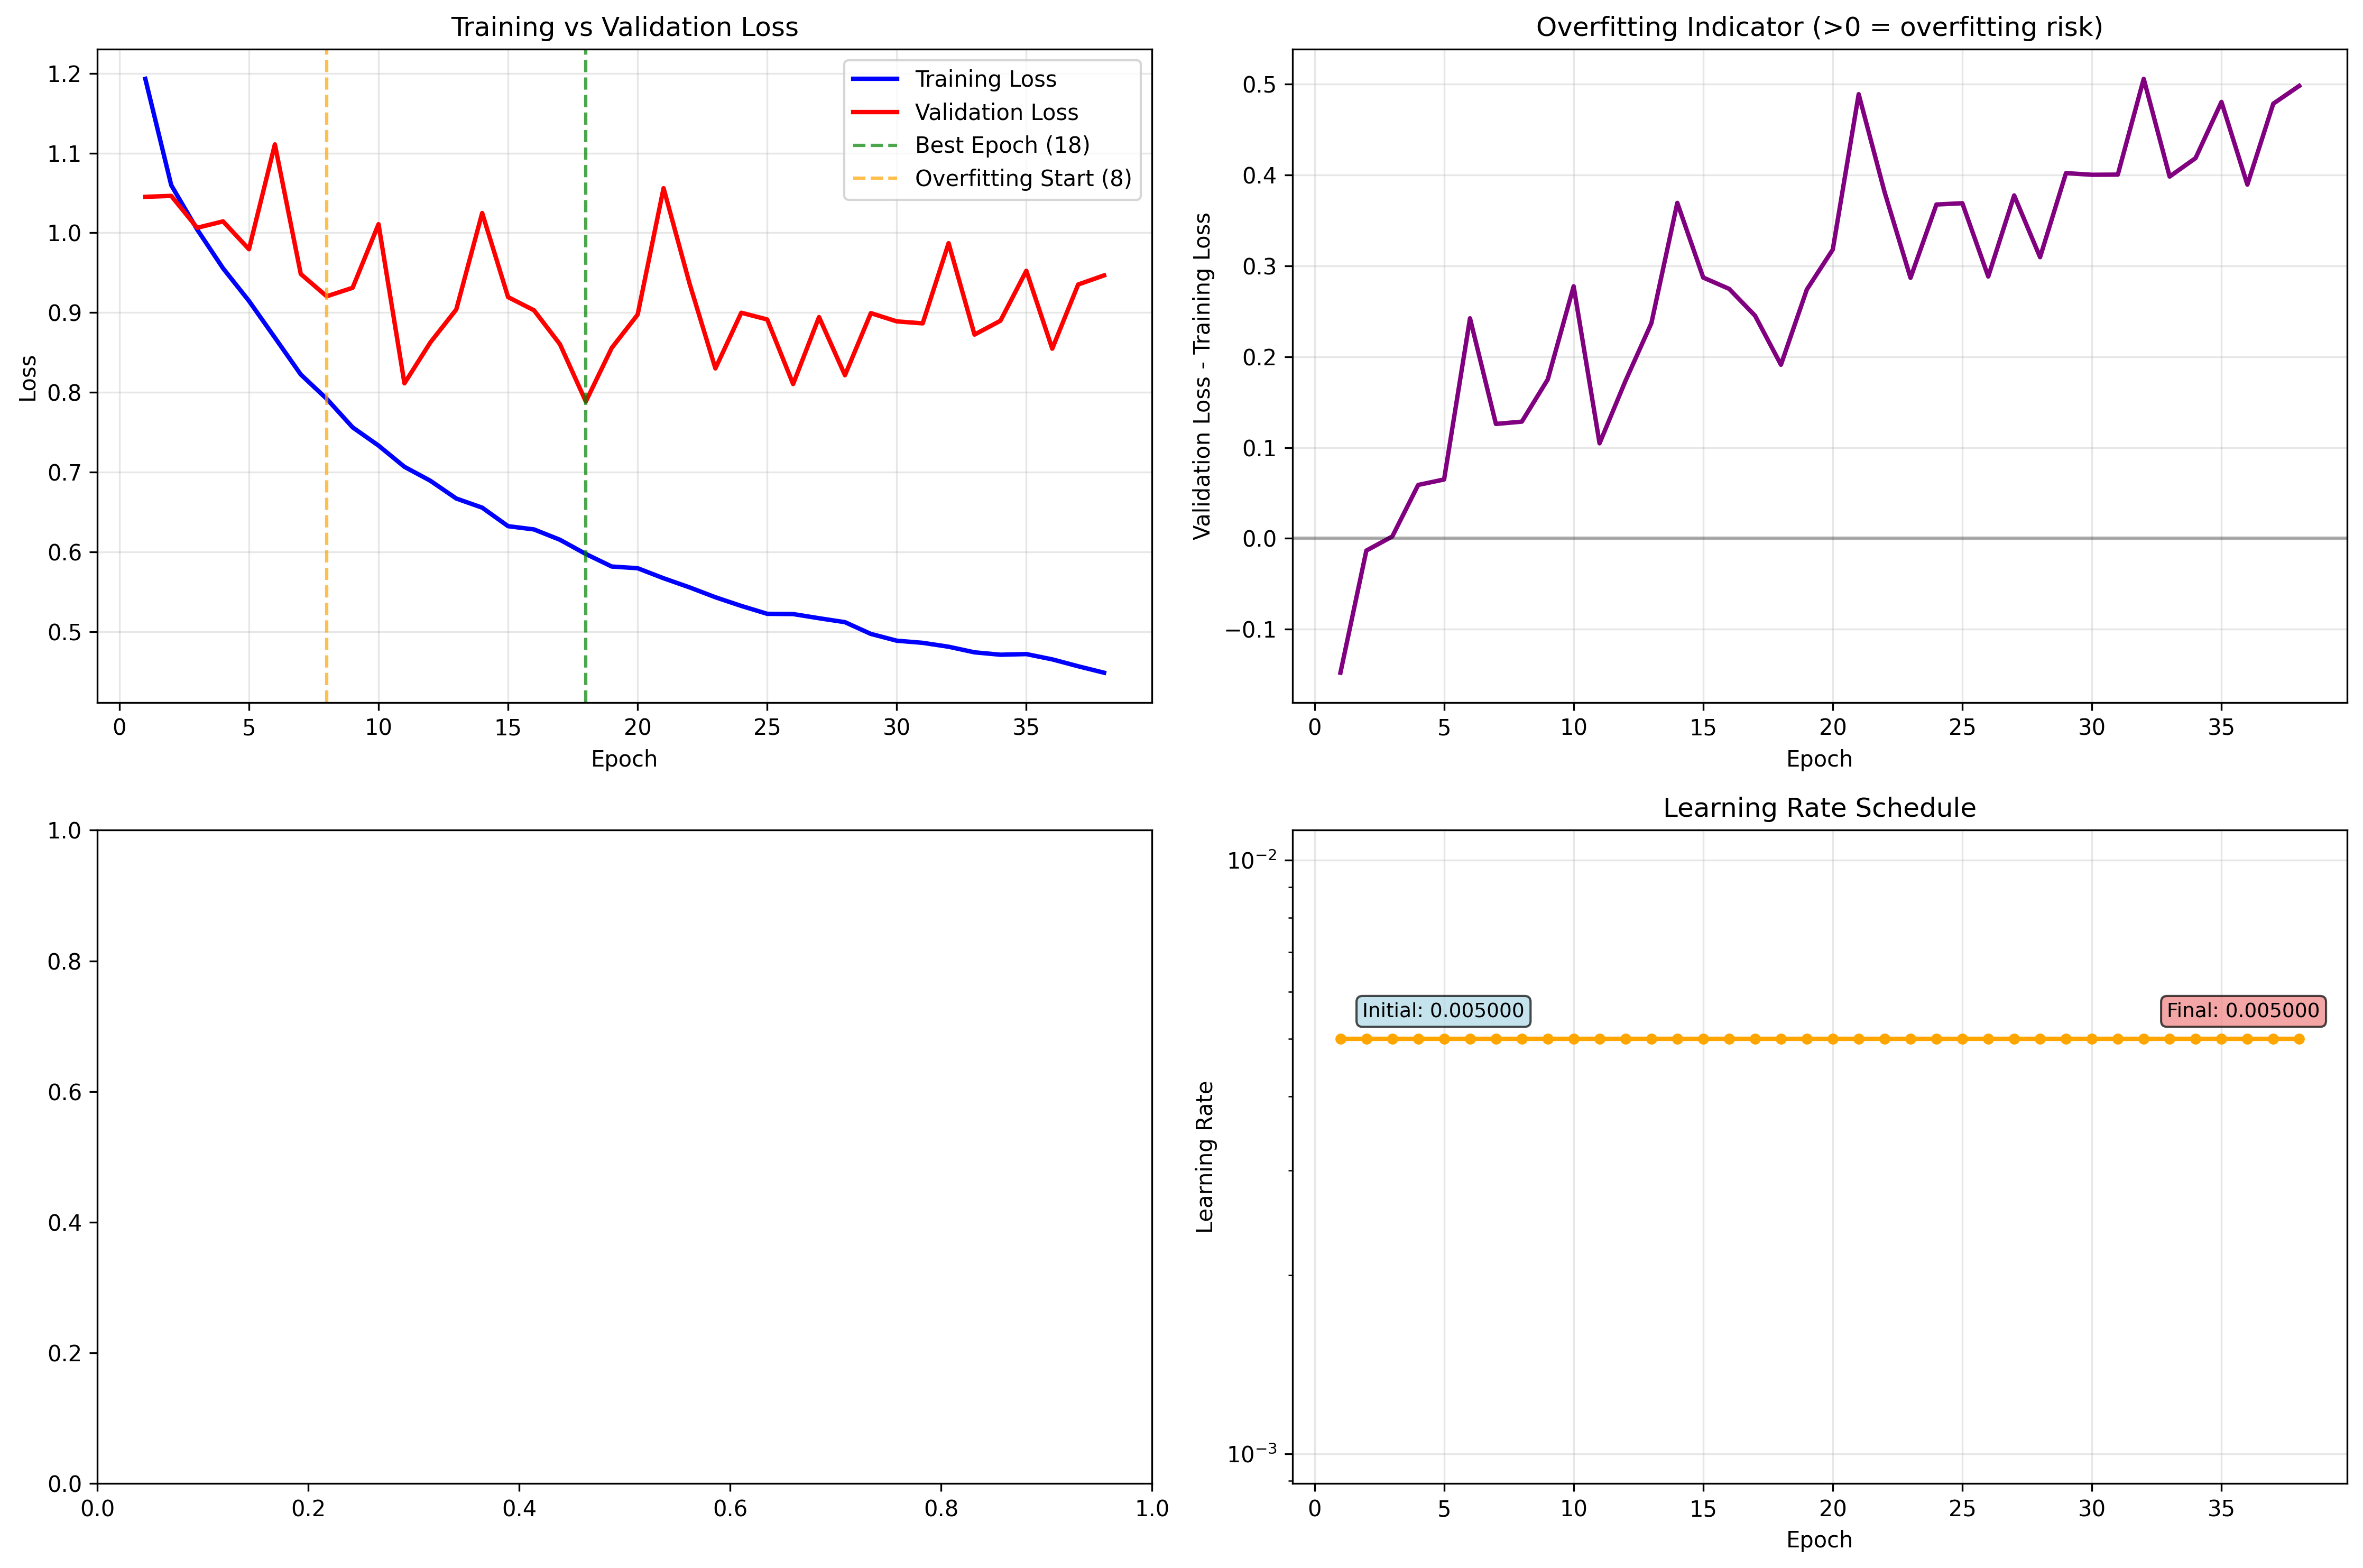 Training vs Validation Loss
Loss
1.2
1.1
1.0
0.9
0.8
0.7
0.6
0.5
Training Loss
Validation Loss
Best Epoch (18)
Overfitting Start (8)
0 5 10 15 20 25 30 35
Epoch
Overfitting Indicator (>0 = overfitting risk)
Validation Loss - Training Loss
0.5
0.4
0.3
0.2
0.1
0.0
−0.1
0 5 10 15 20 25 30 35
Epoch
1.0
0.8
0.6
0.4
0.2
0.0
0.0 0.2 0.4 0.6 0.8 1.0
Learning Rate Schedule
Learning Rate
10⁻²
Initial: 0.005000 Final: 0.005000
10⁻³
0 5 10 15 20 25 30 35
Epoch